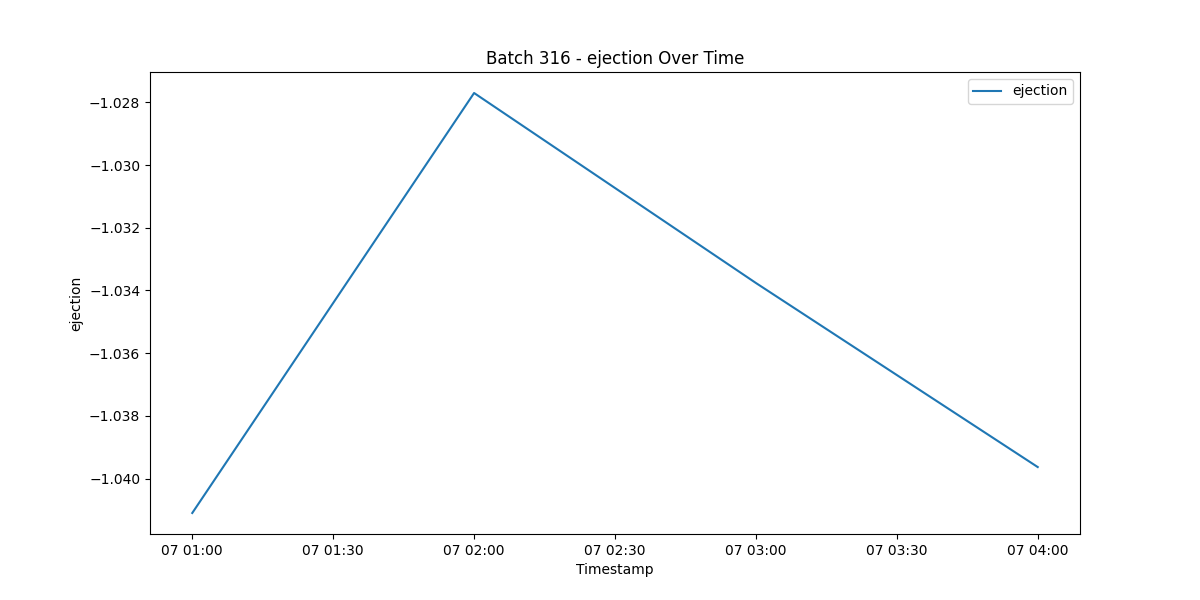 Batch 316 - ejection Over Time
ejection
−1.028
−1.030
−1.032
−1.034
−1.036
−1.038
−1.040
ejection
07 01:00 07 01:30 07 02:00 07 02:30 07 03:00 07 03:30 07 04:00
Timestamp